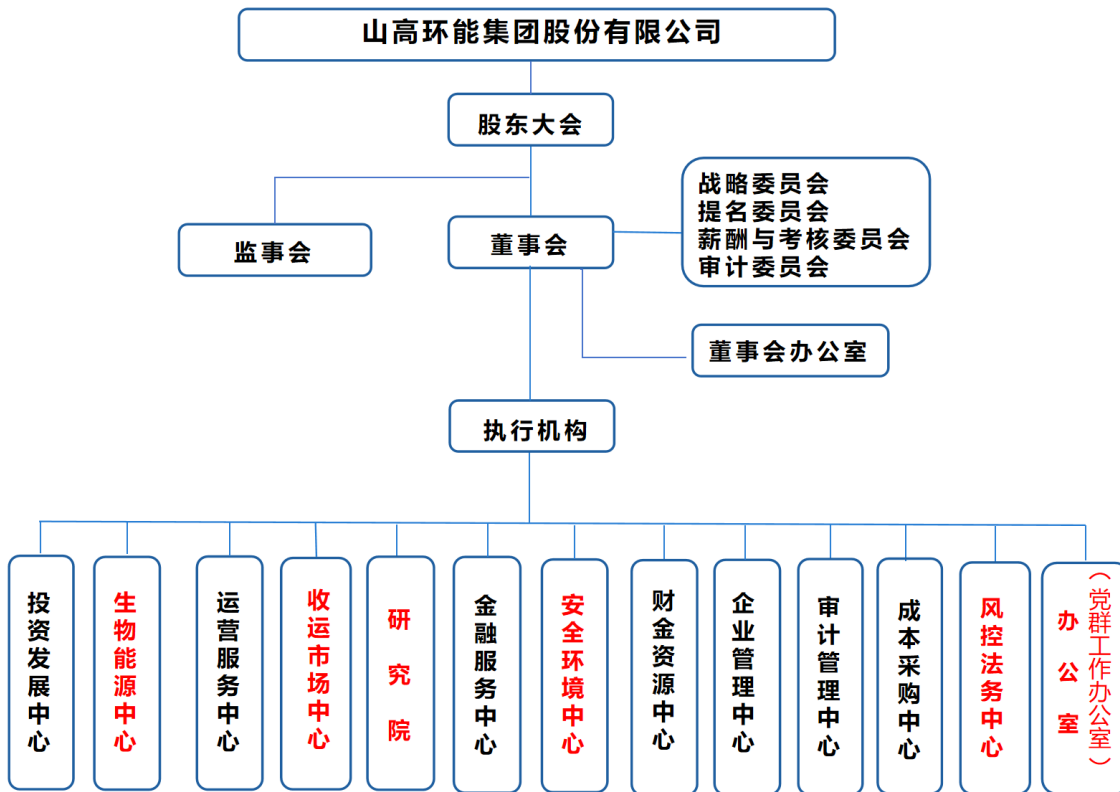 山高环能集团股份有限公司
股东大会
战略委员会
提名委员会
薪酬与考核委员会
审计委员会
监事会
董事会
董事会办公室
执行机构
投资发展中心
生物能源中心
运营服务中心
收运市场中心
研究院
金融服务中心
安全环境中心
财金资源中心
企业管理中心
审计管理中心
成本采购中心
风控法务中心
办公室
（党群工作办公室）